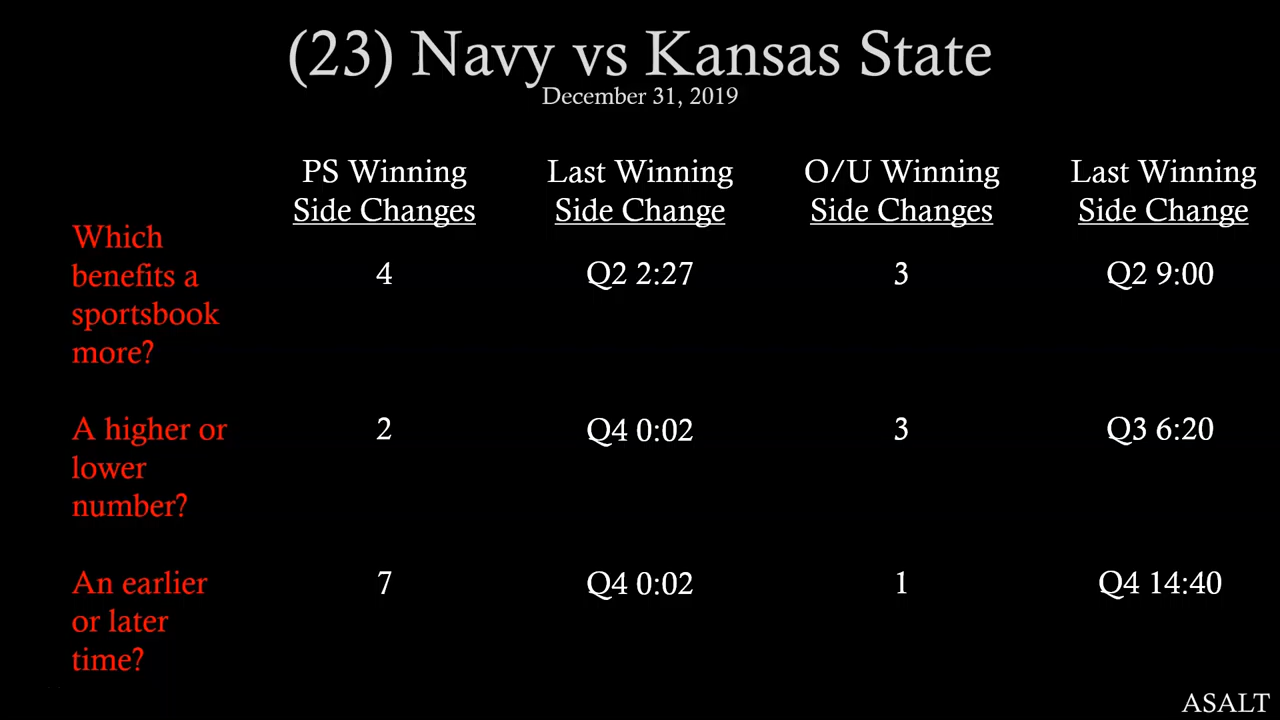 (23) Navy vs Kansas State
December 31, 2019
PS Winning Side Changes
Last Winning Side Change
O/U Winning Side Changes
Last Winning Side Change
Which benefits a sportsbook more?
4 Q2 2:27 3 Q2 9:00
A higher or lower number?
2 Q4 0:02 3 Q3 6:20
An earlier or later time?
7 Q4 0:02 1 Q4 14:40
ASALT